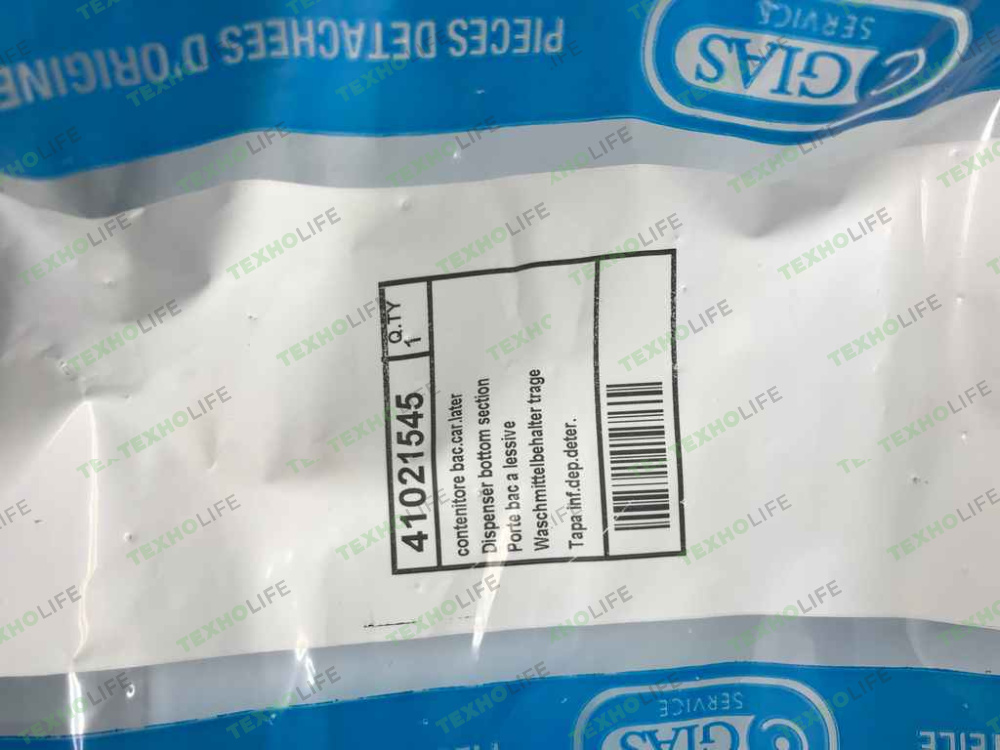 PIECES DETACHEES D'ORIGINE
GIAS
SERVICE
41021545
Q.TY
1
contenitore bac.car.later
Dispenser bottom section
Porte bac a lessive
Waschmittelbehalter trage
Tapa inf.dep.deter.
GIAS
SERVICE
TEXHOLIFE